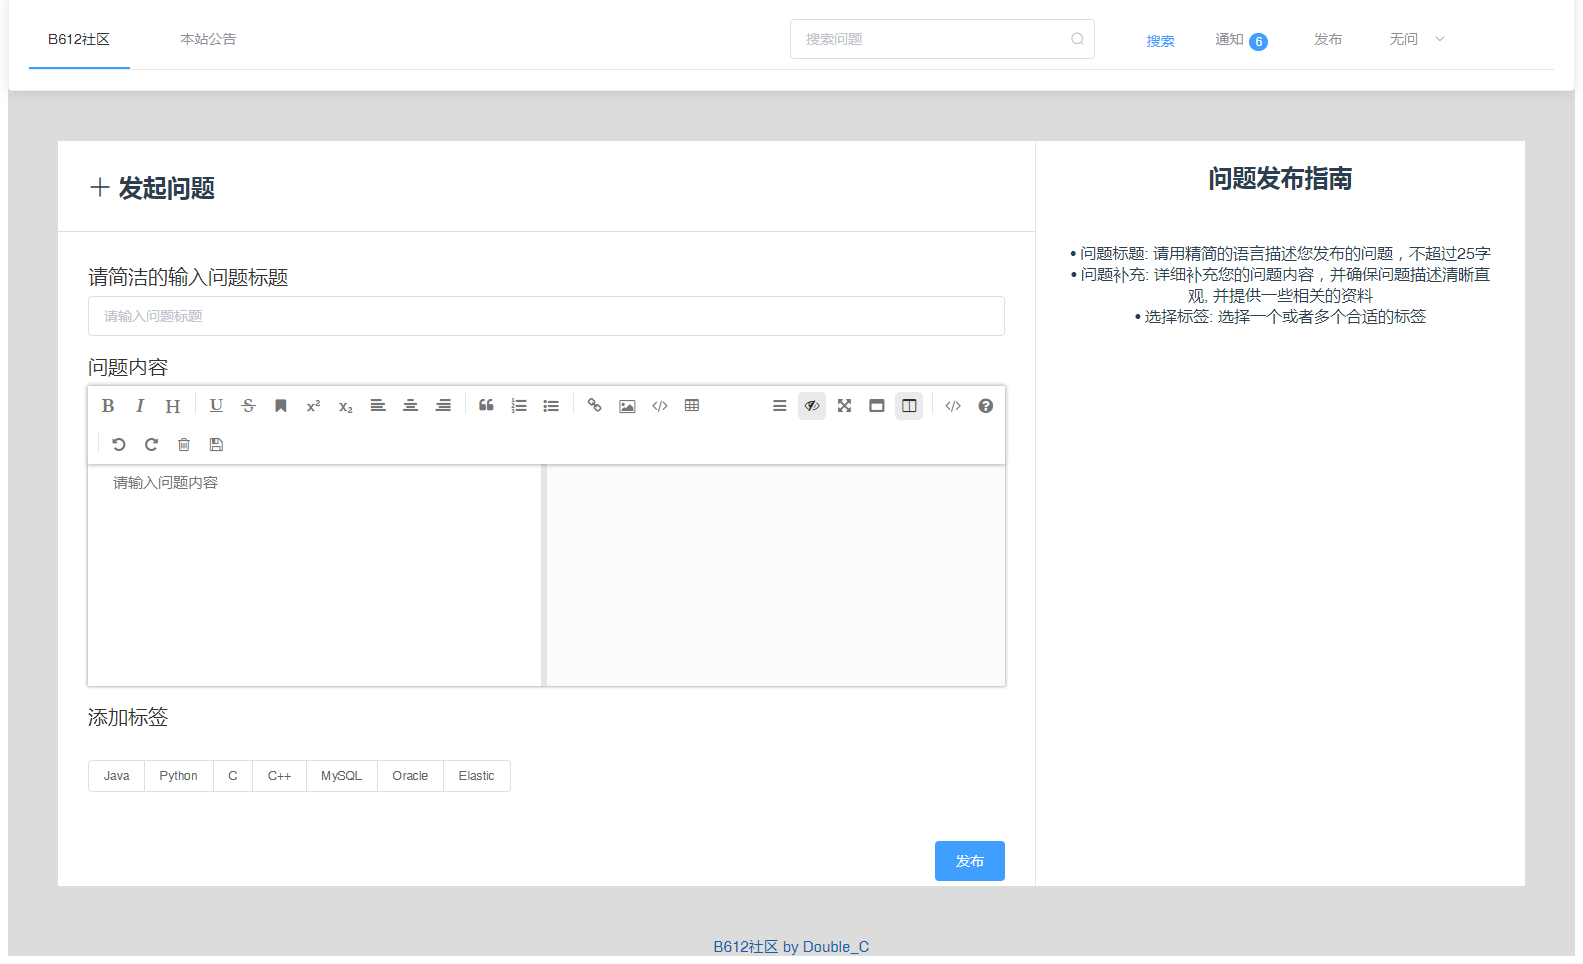 B612社区 本站公告 搜索问题 搜索 通知 6 发布 无问
发起问题
请简洁的输入问题标题
请输入问题标题
问题内容
B I H U S x² x₂
请输入问题内容
添加标签
Java Python C C++ MySQL Oracle Elastic
发布
问题发布指南
• 问题标题: 请用精简的语言描述您发布的问题，不超过25字
• 问题补充: 详细补充您的问题内容，并确保问题描述清晰直
观, 并提供一些相关的资料
• 选择标签: 选择一个或者多个合适的标签
B612社区 by Double_C